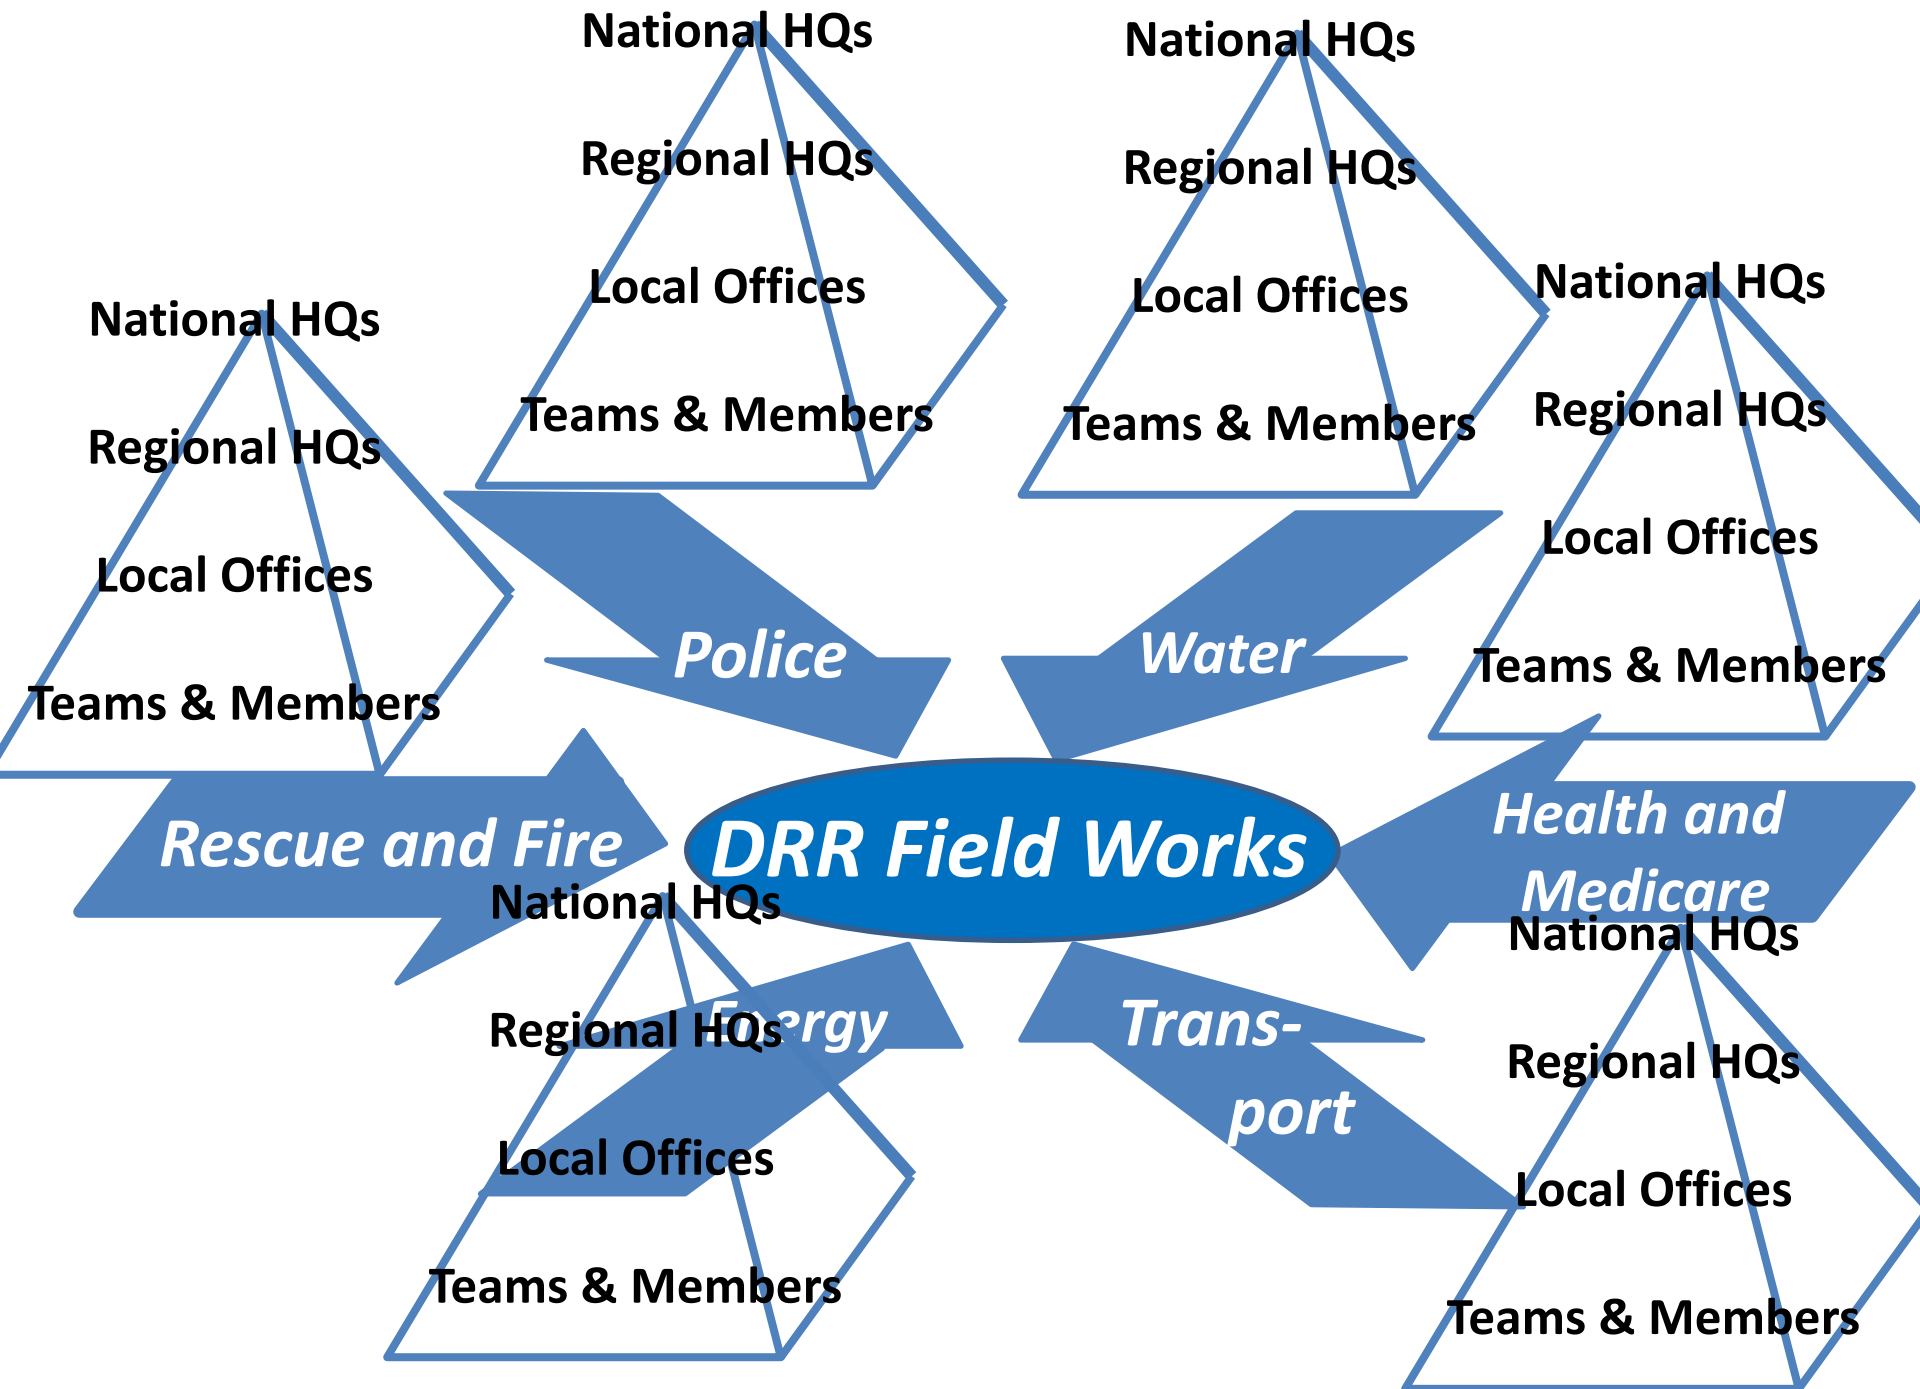 National HQs
Regional HQs
Local Offices
Teams & Members
National HQs
Regional HQs
Local Offices
Teams & Members
National HQs
Regional HQs
Local Offices
Teams & Members
National HQs
Regional HQs
Local Offices
Teams & Members
Police
Water
Rescue and Fire
DRR Field Works
Health and
Medicare
Energy
Trans-
port
National HQs
Regional HQs
Local Offices
Teams & Members
National HQs
Regional HQs
Local Offices
Teams & Members